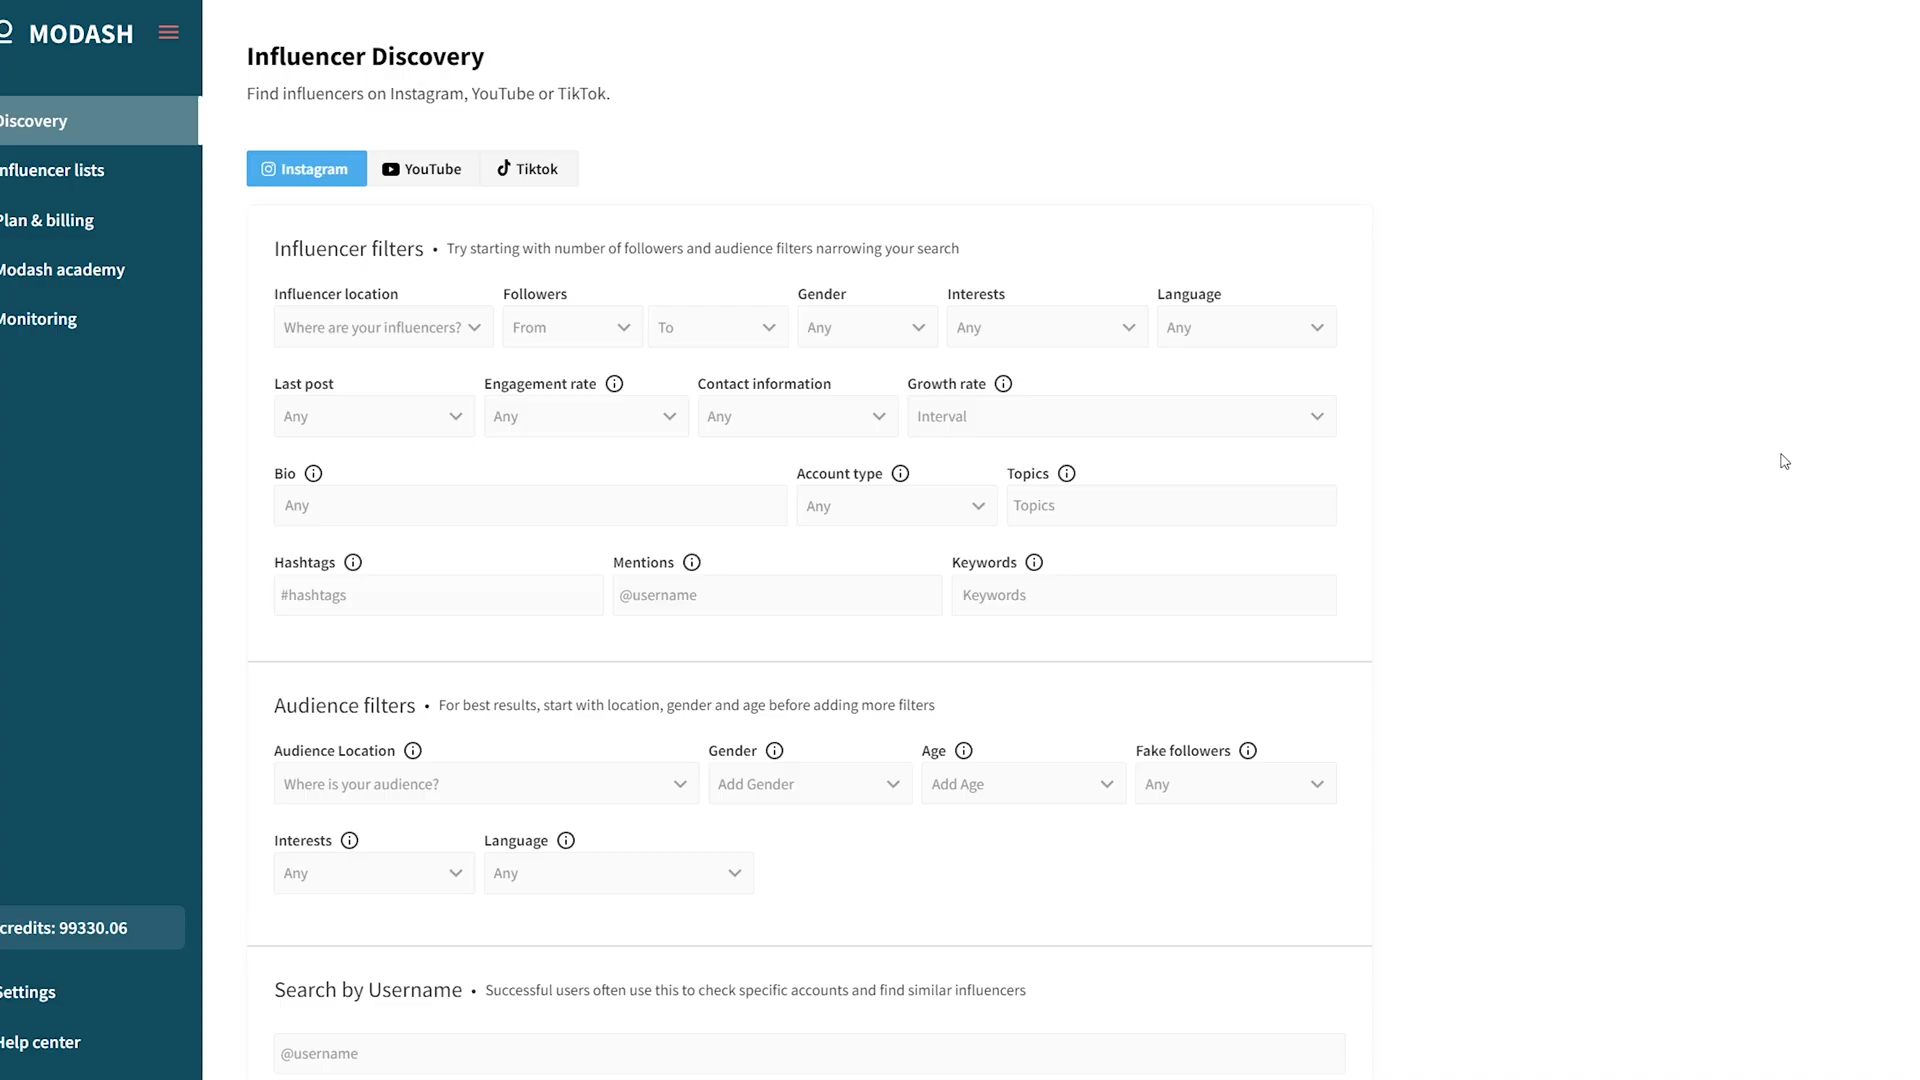 MODASH
Discovery
nfluencer lists
Plan & billing
Modash academy
Monitoring
credits: 99330.06
Settings
Help center
Influencer Discovery
Find influencers on Instagram, YouTube or TikTok.
Instagram YouTube Tiktok
Influencer filters • Try starting with number of followers and audience filters narrowing your search
Influencer location Followers Gender Interests Language
Where are your influencers? From To Any Any Any
Last post Engagement rate Contact information Growth rate
Any Any Any Interval
Bio Account type Topics
Any Any Topics
Hashtags Mentions Keywords
#hashtags @username Keywords
Audience filters • For best results, start with location, gender and age before adding more filters
Audience Location Gender Age Fake followers
Where is your audience? Add Gender Add Age Any
Interests Language
Any Any
Search by Username • Successful users often use this to check specific accounts and find similar influencers
@username